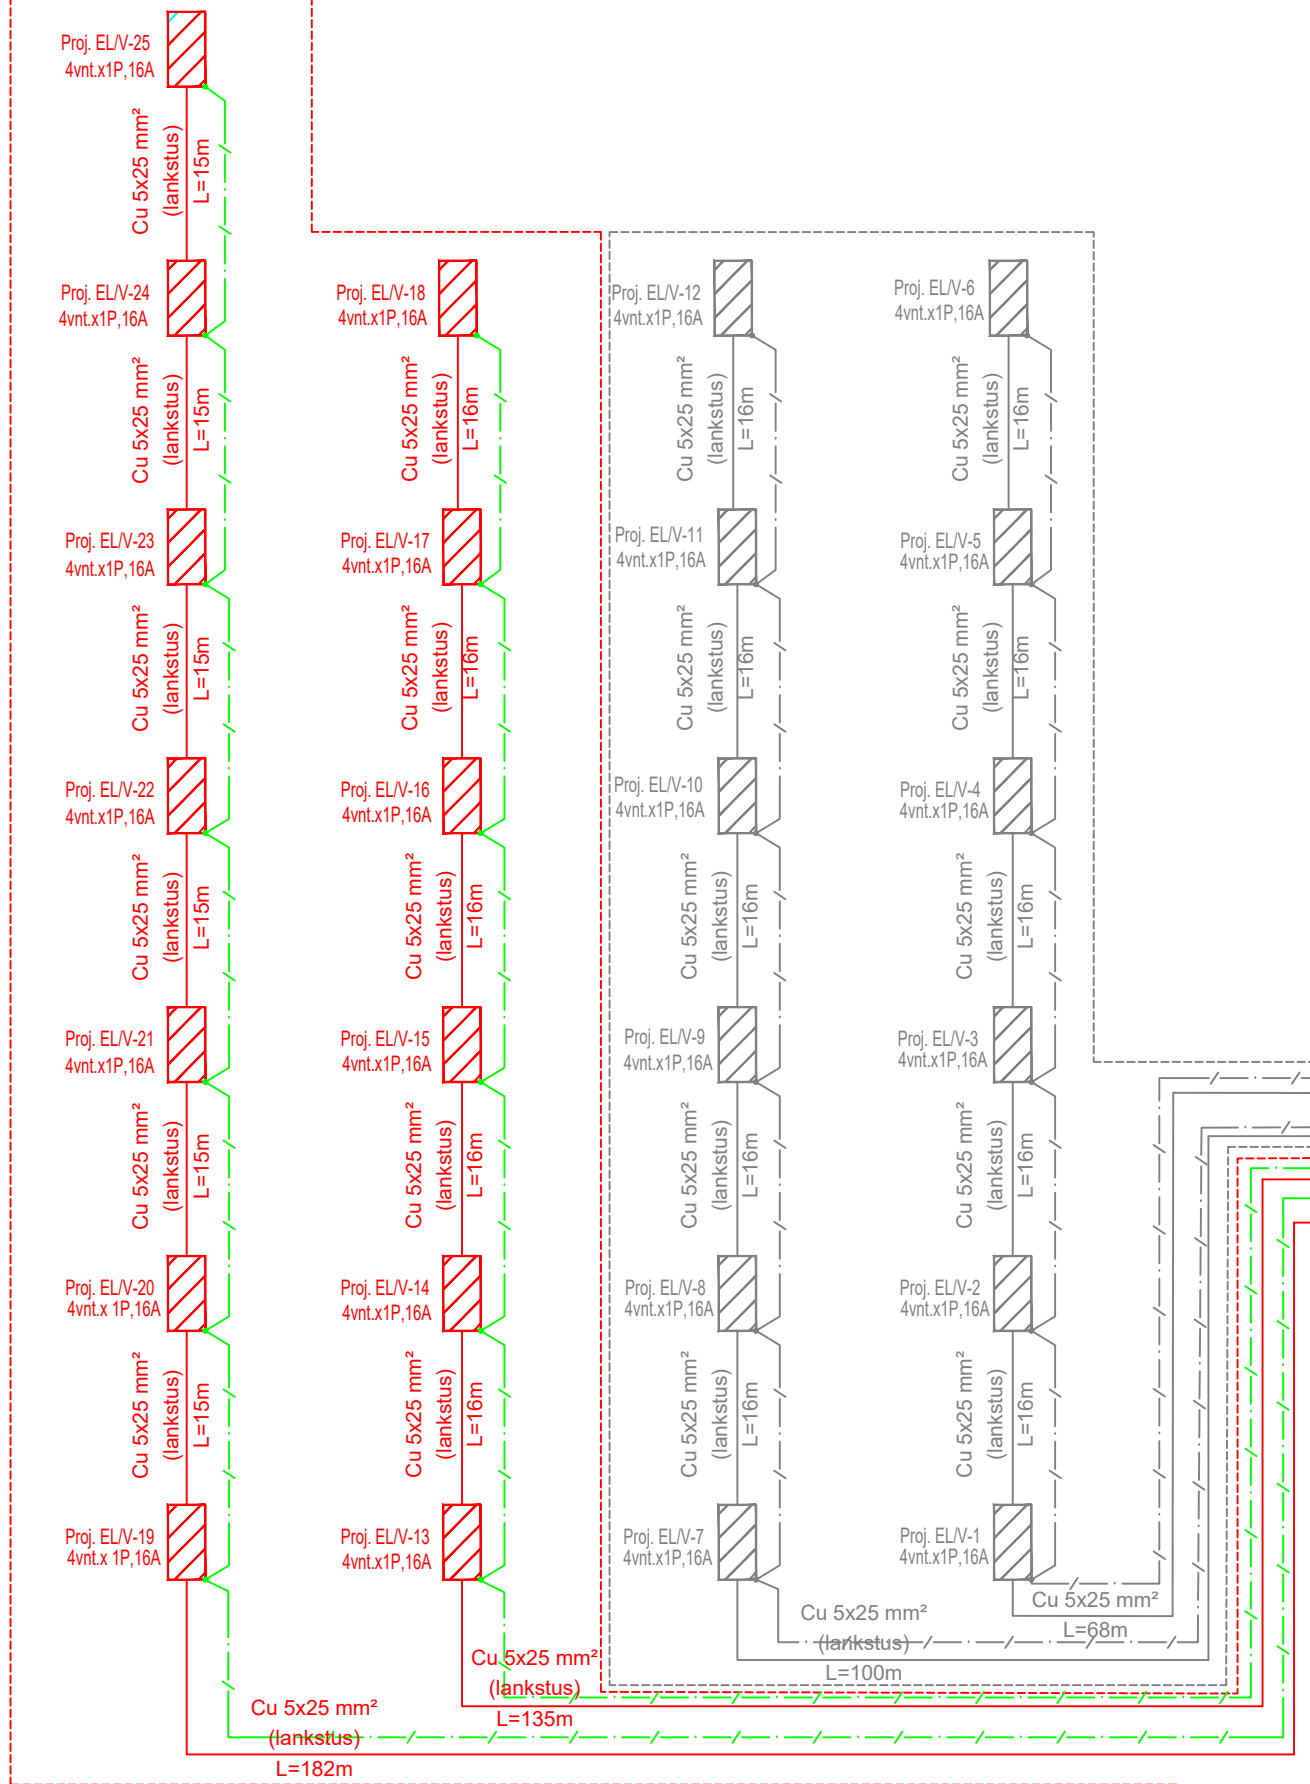 Proj. EL/V-25
4vnt.x1P,16A
Cu 5x25 mm²
(lankstus)
L=15m
Proj. EL/V-24
4vnt.x1P,16A
Cu 5x25 mm²
(lankstus)
L=15m
Proj. EL/V-23
4vnt.x1P,16A
Cu 5x25 mm²
(lankstus)
L=15m
Proj. EL/V-22
4vnt.x1P,16A
Cu 5x25 mm²
(lankstus)
L=15m
Proj. EL/V-21
4vnt.x1P,16A
Cu 5x25 mm²
(lankstus)
L=15m
Proj. EL/V-20
4vnt.x 1P,16A
Cu 5x25 mm²
(lankstus)
L=15m
Proj. EL/V-19
4vnt.x 1P,16A
Cu 5x25 mm²
(lankstus)
L=182m
Proj. EL/V-18
4vnt.x1P,16A
Cu 5x25 mm²
(lankstus)
L=16m
Proj. EL/V-17
4vnt.x1P,16A
Cu 5x25 mm²
(lankstus)
L=16m
Proj. EL/V-16
4vnt.x1P,16A
Cu 5x25 mm²
(lankstus)
L=16m
Proj. EL/V-15
4vnt.x1P,16A
Cu 5x25 mm²
(lankstus)
L=16m
Proj. EL/V-14
4vnt.x1P,16A
Cu 5x25 mm²
(lankstus)
L=16m
Proj. EL/V-13
4vnt.x1P,16A
Cu 5x25 mm²
(lankstus)
L=135m
Proj. EL/V-12
4vnt.x1P,16A
Cu 5x25 mm²
(lankstus)
L=16m
Proj. EL/V-11
4vnt.x1P,16A
Cu 5x25 mm²
(lankstus)
L=16m
Proj. EL/V-10
4vnt.x1P,16A
Cu 5x25 mm²
(lankstus)
L=16m
Proj. EL/V-9
4vnt.x1P,16A
Cu 5x25 mm²
(lankstus)
L=16m
Proj. EL/V-8
4vnt.x1P,16A
Cu 5x25 mm²
(lankstus)
L=16m
Proj. EL/V-7
4vnt.x1P,16A
Cu 5x25 mm²
(lankstus)
L=100m
Proj. EL/V-6
4vnt.x1P,16A
Cu 5x25 mm²
(lankstus)
L=16m
Proj. EL/V-5
4vnt.x1P,16A
Cu 5x25 mm²
(lankstus)
L=16m
Proj. EL/V-4
4vnt.x1P,16A
Cu 5x25 mm²
(lankstus)
L=16m
Proj. EL/V-3
4vnt.x1P,16A
Cu 5x25 mm²
(lankstus)
L=16m
Proj. EL/V-2
4vnt.x1P,16A
Cu 5x25 mm²
(lankstus)
L=16m
Proj. EL/V-1
4vnt.x1P,16A
Cu 5x25 mm²
L=68m